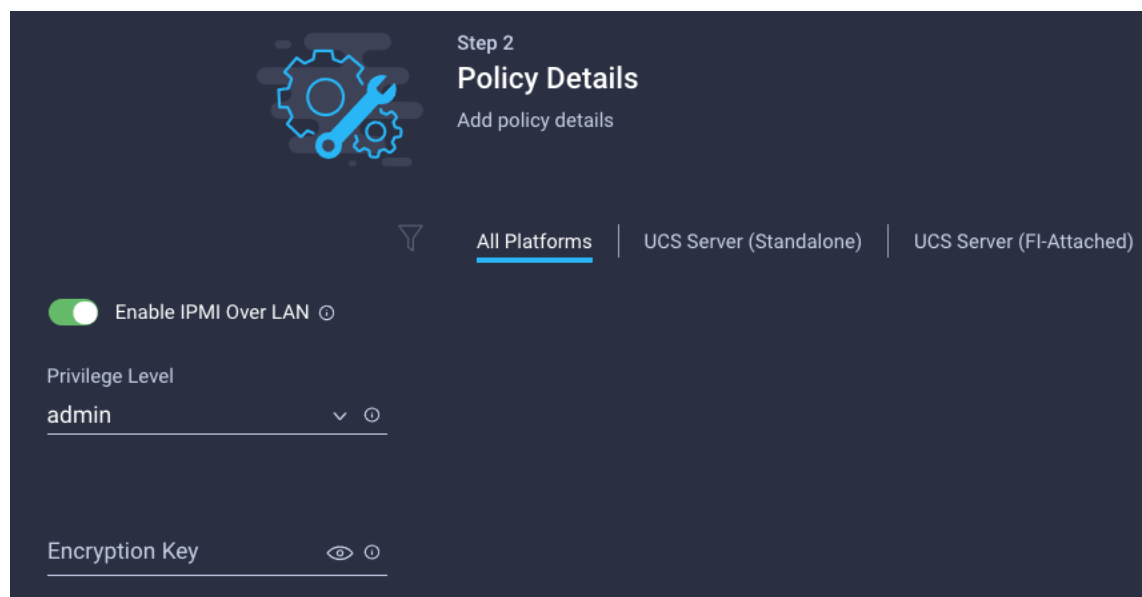 Step 2
Policy Details
Add policy details
All Platforms
UCS Server (Standalone)
UCS Server (FI-Attached)
Enable IPMI Over LAN
Privilege Level
admin
Encryption Key